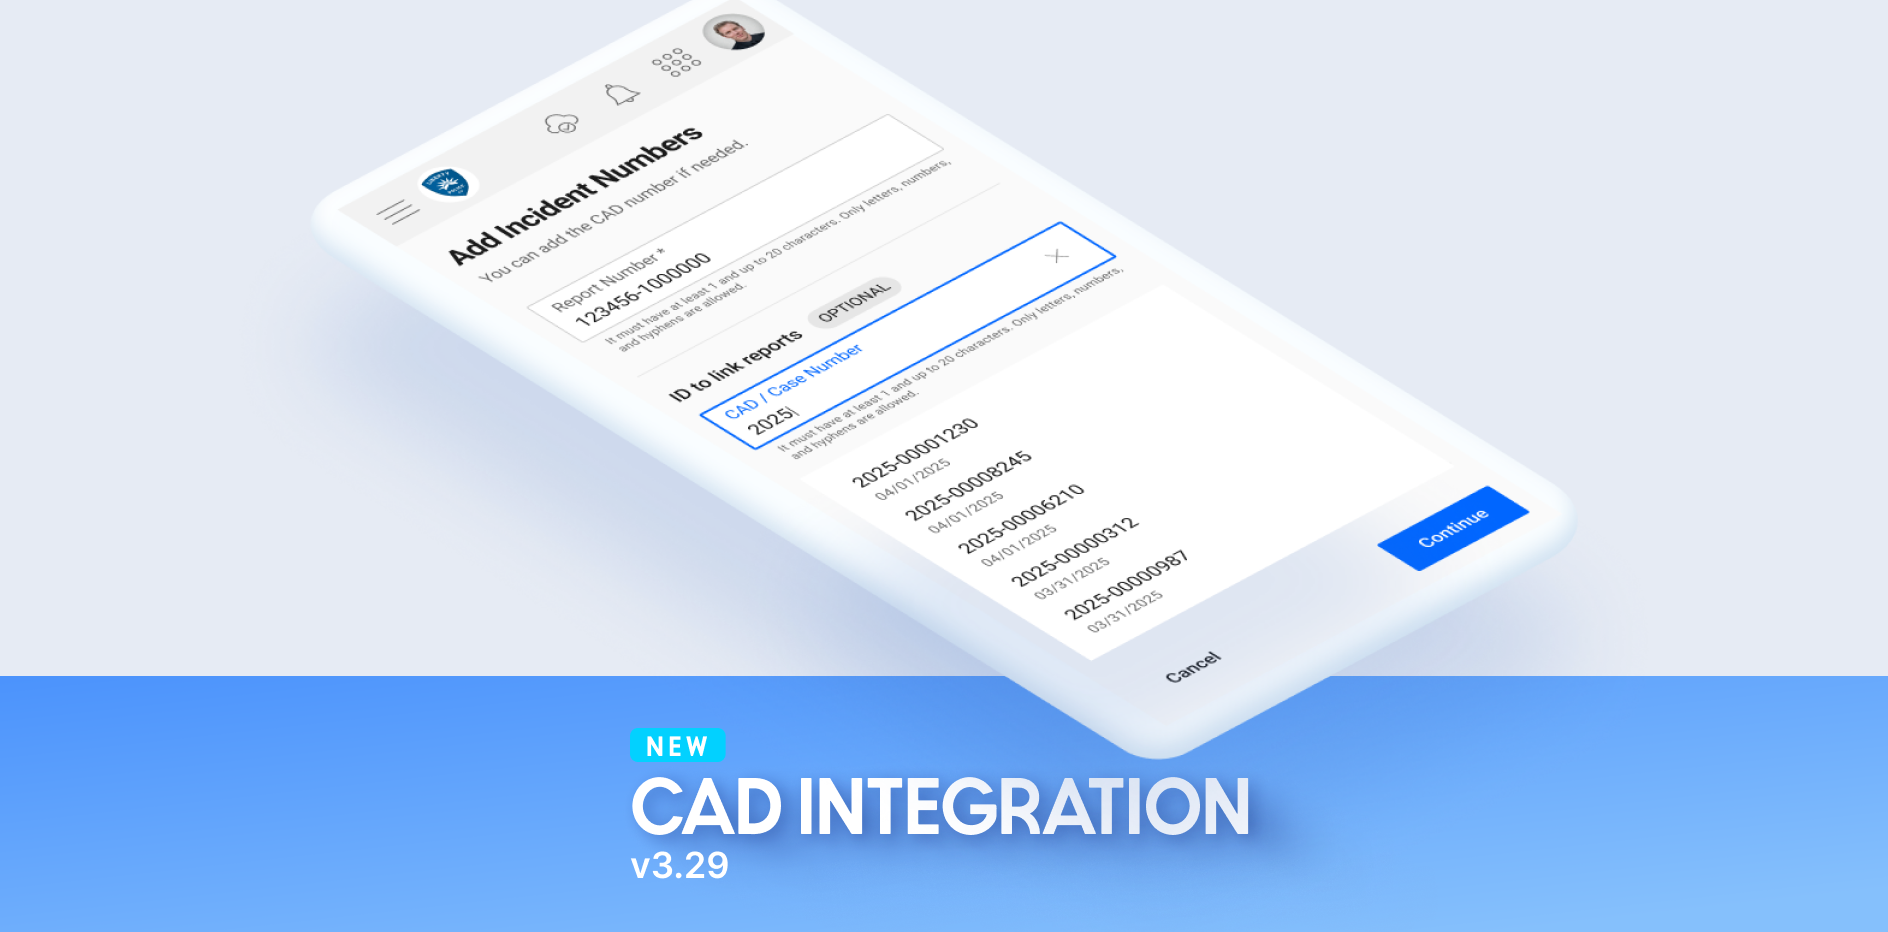 LIBERTY
POLICE
Add Incident Numbers
You can add the CAD number if needed.
Report Number*
123456-1000000
It must have at least 1 and up to 20 characters. Only letters, numbers,
and hyphens are allowed.
ID to link reports
OPTIONAL
CAD / Case Number
2025
It must have at least 1 and up to 20 characters. Only letters, numbers,
and hyphens are allowed.
2025-00001230
04/01/2025
2025-00008245
04/01/2025
2025-00006210
04/01/2025
2025-00000312
03/31/2025
2025-00000987
03/31/2025
Continue
Cancel
NEW
CAD INTEGRATION
v3.29